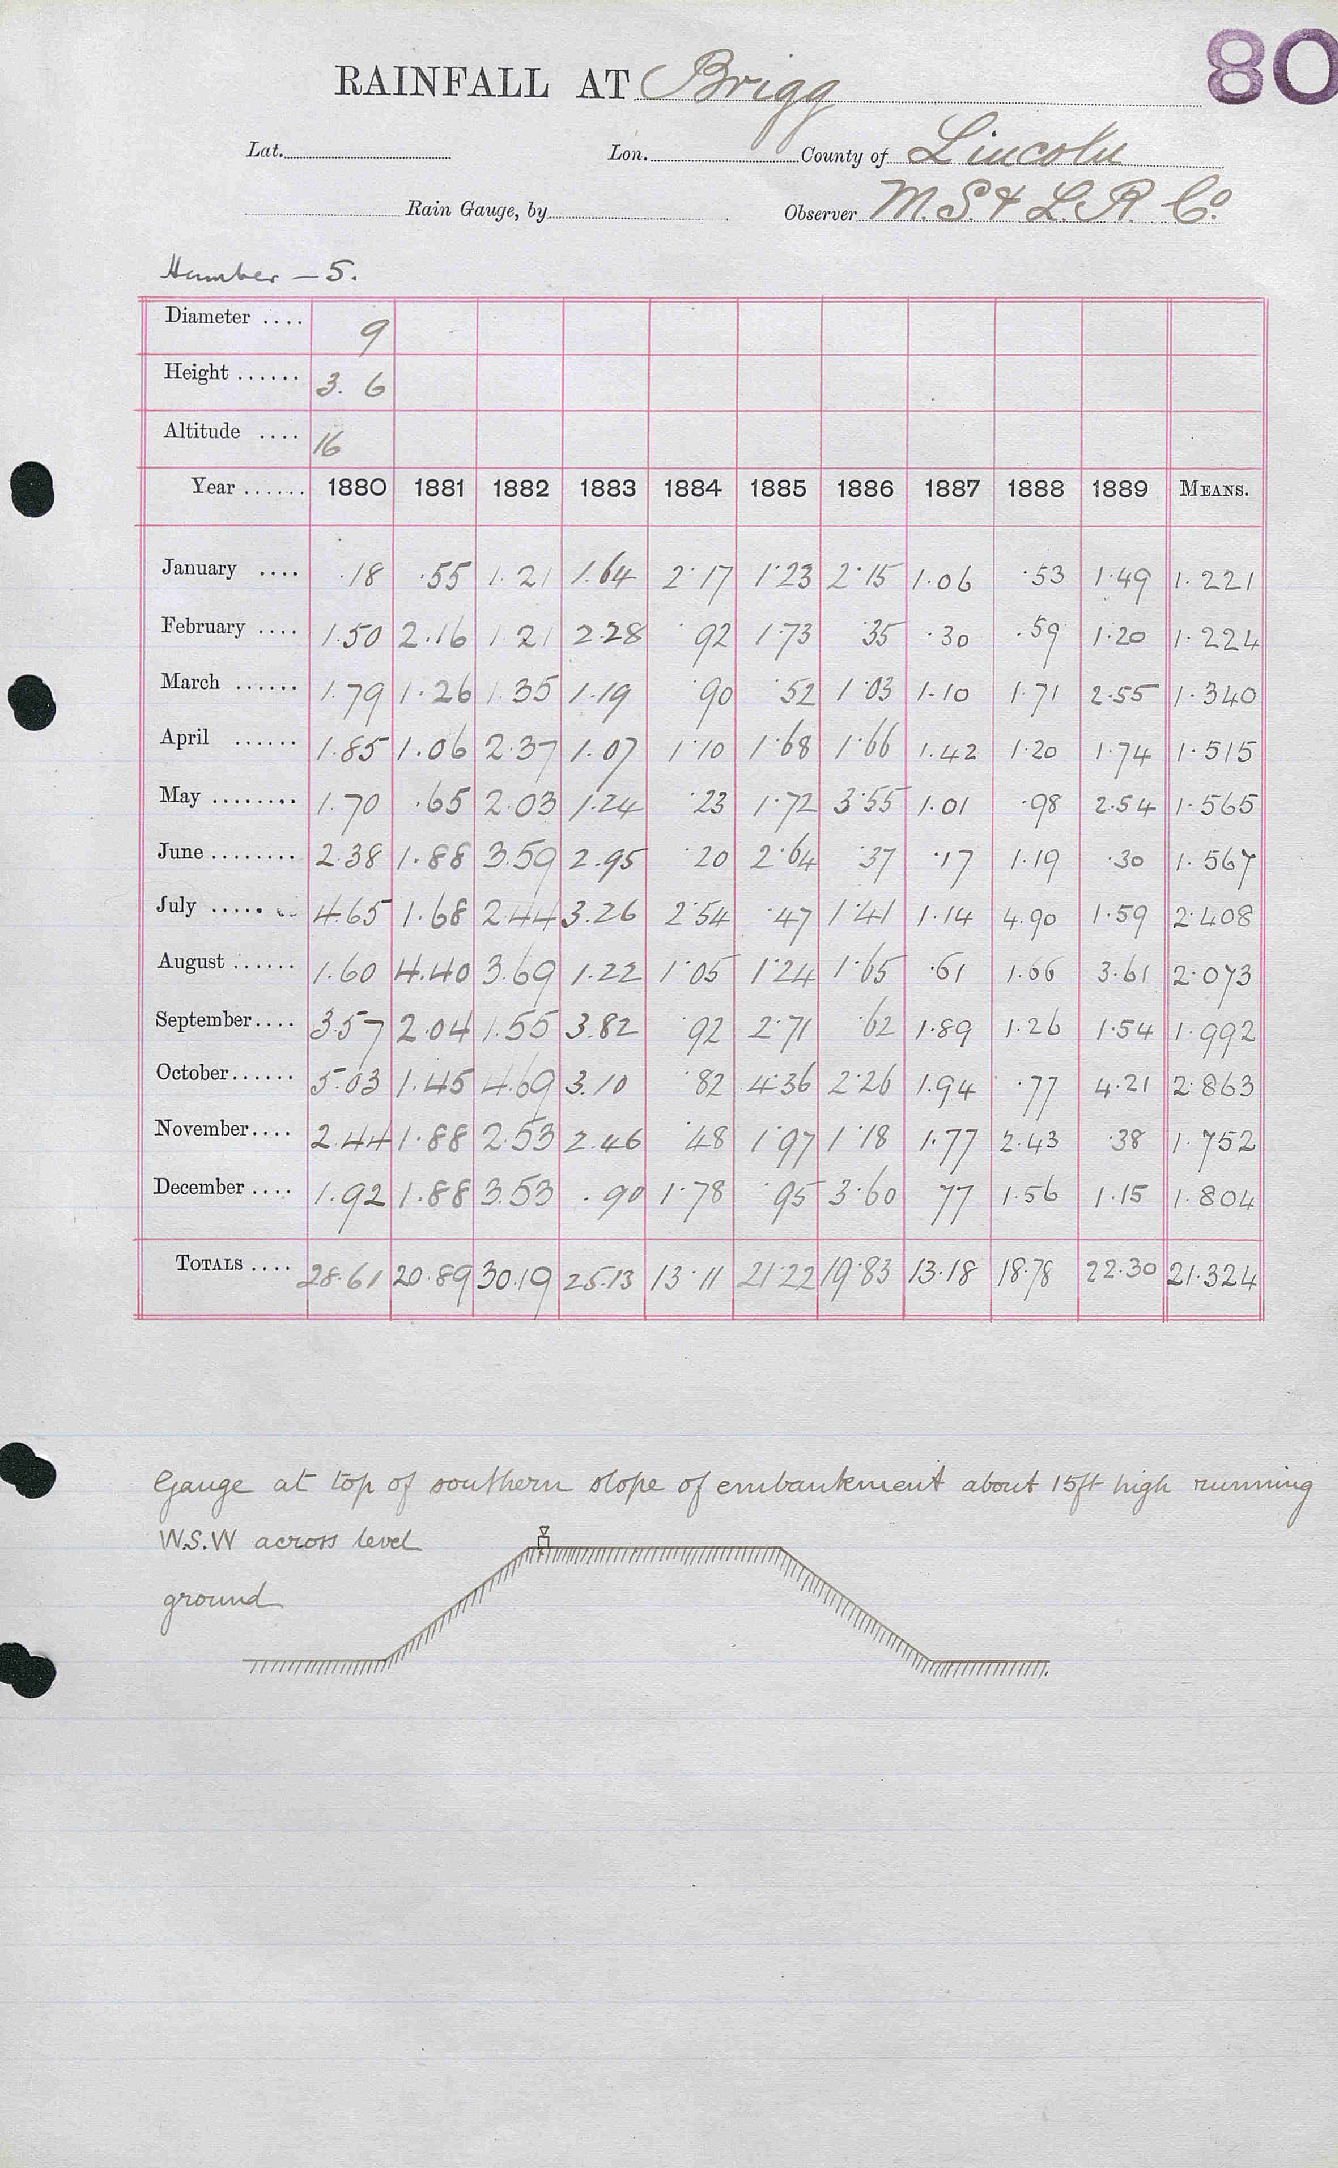 80
RAINFALL AT Brigg
Lat. Lon. County of Lincoln
Rain Gauge, by Observer M. S & L. R. Co.
Humber - 5.
Diameter .... 9
Height ...... 3. 6
Altitude .... 16
Year ...... 1880 1881 1882 1883 1884 1885 1886 1887 1888 1889 MEANS.
January .... .18 .55 1.21 1.64 2.17 1.23 2.15 1.06 .53 1.49 1.221
February .... 1.50 2.16 1.21 2.28 .92 1.73 .35 .30 .59 1.20 1.224
March ...... 1.79 1.26 1.35 1.19 .90 .52 1.03 1.10 1.71 2.55 1.340
April ...... 1.85 1.06 2.37 1.07 1.10 1.68 1.66 1.42 1.20 1.74 1.515
May ........ 1.70 .65 2.03 1.24 .23 1.72 3.55 1.01 .98 2.54 1.565
June ........ 2.38 1.88 3.59 2.95 .20 2.64 .37 .17 1.19 .30 1.567
July ........ 4.65 1.68 2.44 3.26 2.54 .47 1.41 1.14 4.90 1.59 2.408
August ...... 1.60 4.40 3.69 1.22 1.05 1.24 1.65 .61 1.66 3.61 2.073
September.... 3.57 2.04 1.55 3.82 .92 2.71 .62 1.89 1.26 1.54 1.992
October...... 5.03 1.45 4.69 3.10 .82 4.36 2.26 1.94 .77 4.21 2.863
November.... 2.44 1.88 2.53 2.46 .48 1.97 1.18 1.77 2.43 .38 1.752
December .... 1.92 1.88 3.53 .90 1.78 .95 3.60 77 1.56 1.15 1.804
TOTALS .... 28.61 20.89 30.19 25.13 13.11 21.22 19.83 13.18 18.78 22.30 21.324
Gauge at top of southern slope of embankment about 15ft high running
W.S.W across level
ground